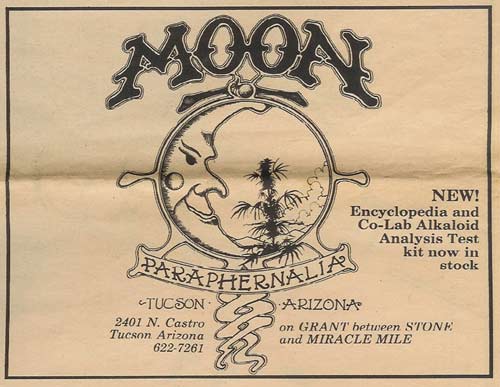 MOON
NEW!
Encyclopedia and
Co-Lab Alkaloid
Analysis Test
kit now in
stock
PARAPHERNALIA
TUCSON · ARIZONA
2401 N. Castro
Tucson Arizona
622-7261
on GRANT between STONE
and MIRACLE MILE